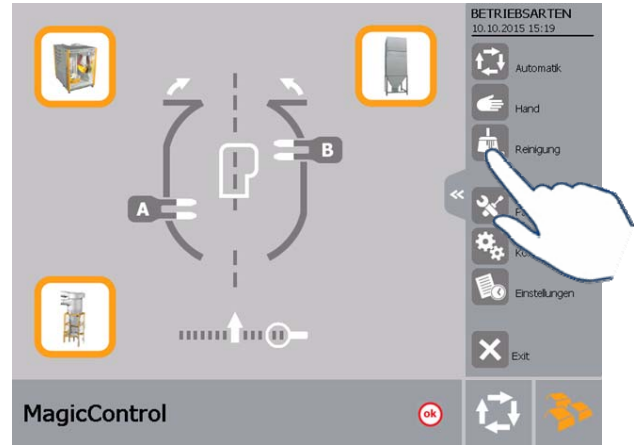 BETRIEBSARTEN
10.10.2015 15:19
Automatik
Hand
Reinigung
B
A
Einstellungen
Exit
MagicControl
ok